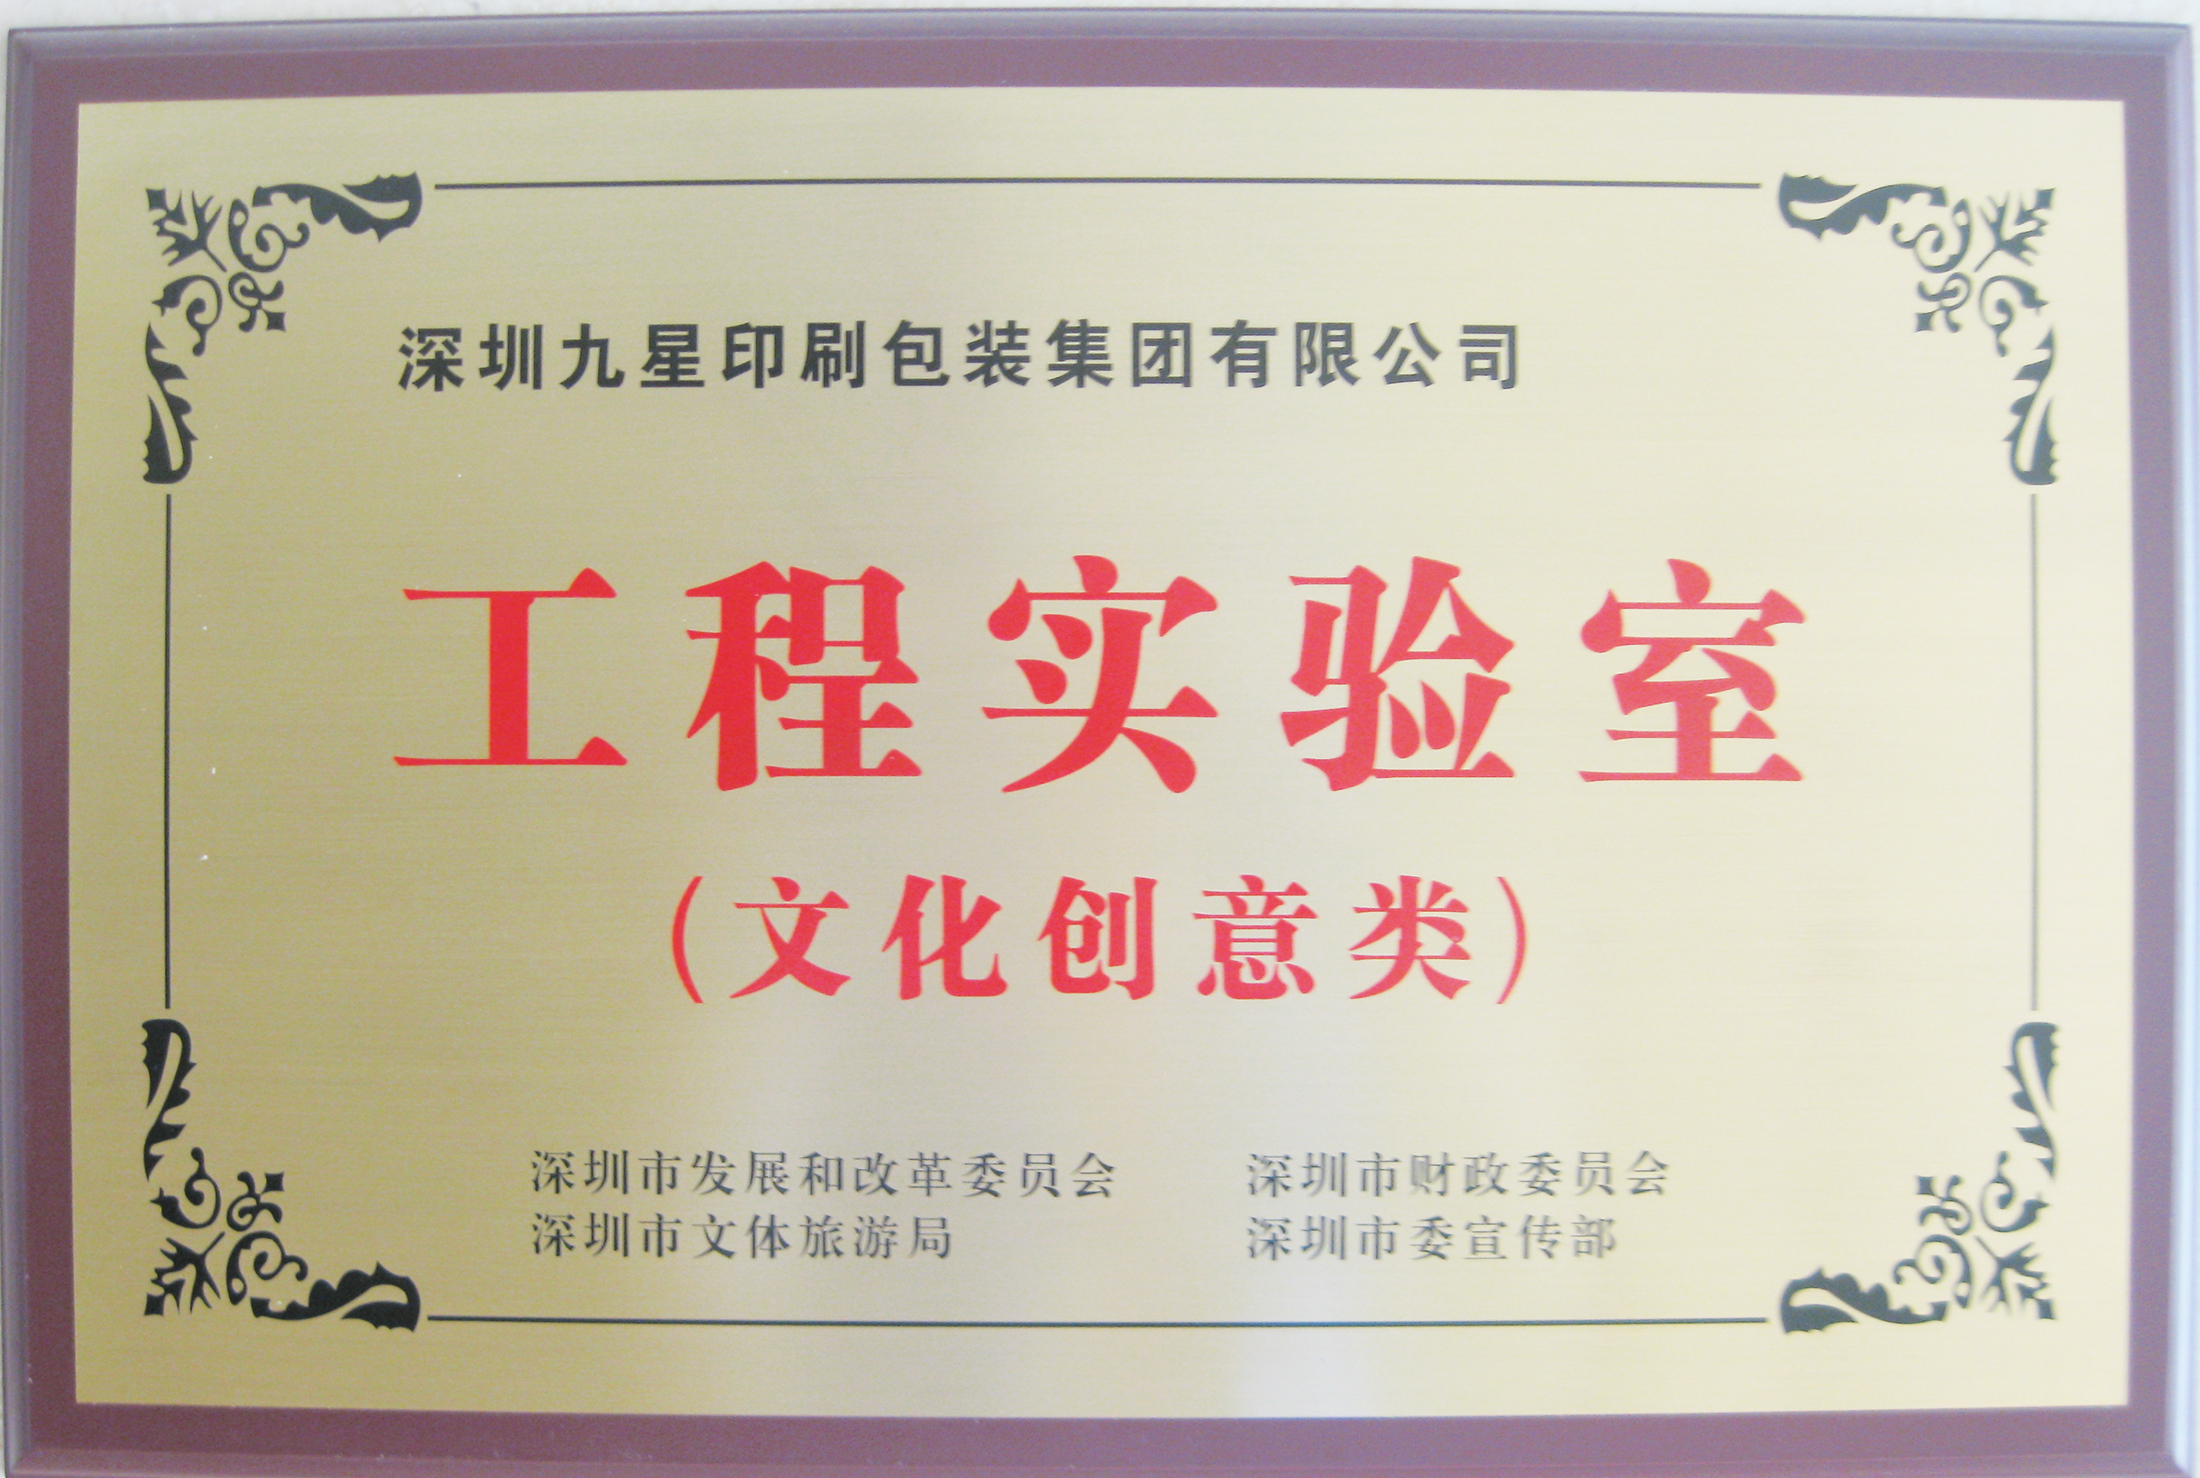 深圳九星印刷包装集团有限公司
工程实验室
(文化创意类)
深圳市发展和改革委员会 深圳市财政委员会
深圳市文体旅游局 深圳市委宣传部